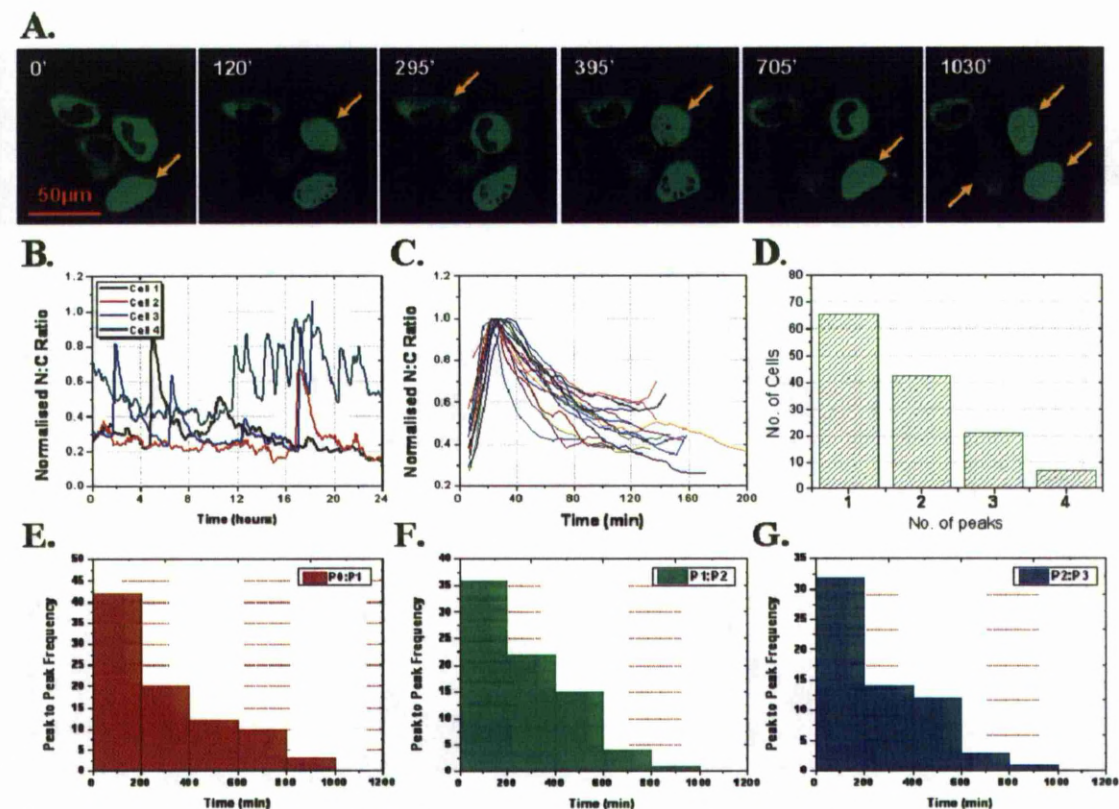 A.
0' 120' 295' 395' 705' 1030'
50µm
B. C. D.
Normalised N:C Ratio
1.2
1.0
0.8
0.6
0.4
0.2
0.0
Cell 1
Cell 2
Cell 3
Cell 4
0 4 8 12 16 20 24
Time (hours)
Normalised N:C Ratio
1.2
1.0
0.8
0.6
0.4
0.2
0 40 80 120 160 200
Time (min)
No. of Cells
80
70
60
50
40
30
20
10
0
1 2 3 4
No. of peaks
E. F. G.
Peak to Peak Frequency
50
45
40
35
30
25
20
15
10
5
0
P0:P1
0 200 400 600 800 1000 1200
Time (min)
Peak to Peak Frequency
40
35
30
25
20
15
10
5
0
P1:P2
0 200 400 600 800 1000 1200
Time (min)
Peak to Peak Frequency
35
30
25
20
15
10
5
0
P2:P3
0 200 400 600 800 1000 1200
Time (min)